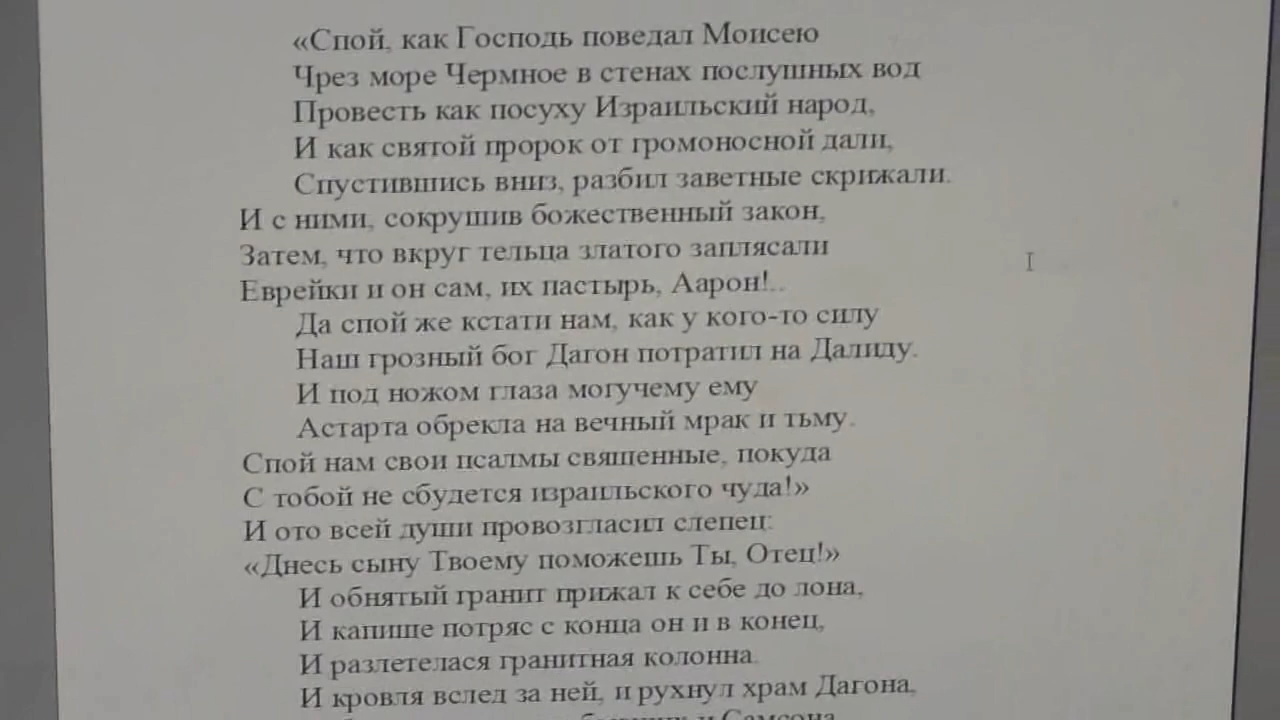 «Спой, как Господь поведал Моисею
Чрез море Чермное в стенах послушных вод
Провесть как посуху Израильский народ,
И как святой пророк от громоносной дали,
Спустившись вниз, разбил заветные скрижали.
И с ними, сокрушив божественный закон,
Затем, что вкруг тельца златого заплясали
Еврейки и он сам, их пастырь, Аарон!..
Да спой же кстати нам, как у кого-то силу
Наш грозный бог Дагон потратил на Далиду.
И под ножом глаза могучему ему
Астарта обрекла на вечный мрак и тьму.
Спой нам свои псалмы священные, покуда
С тобой не сбудется израильского чуда!»
И ото всей души провозгласил слепец:
«Днесь сыну Твоему поможешь Ты, Отец!»
И обнятый гранит прижал к себе до лона,
И капище потряс с конца он и в конец,
И разлетелася гранитная колонна.
И кровля вслед за ней, и рухнул храм Дагона,
и Самсона